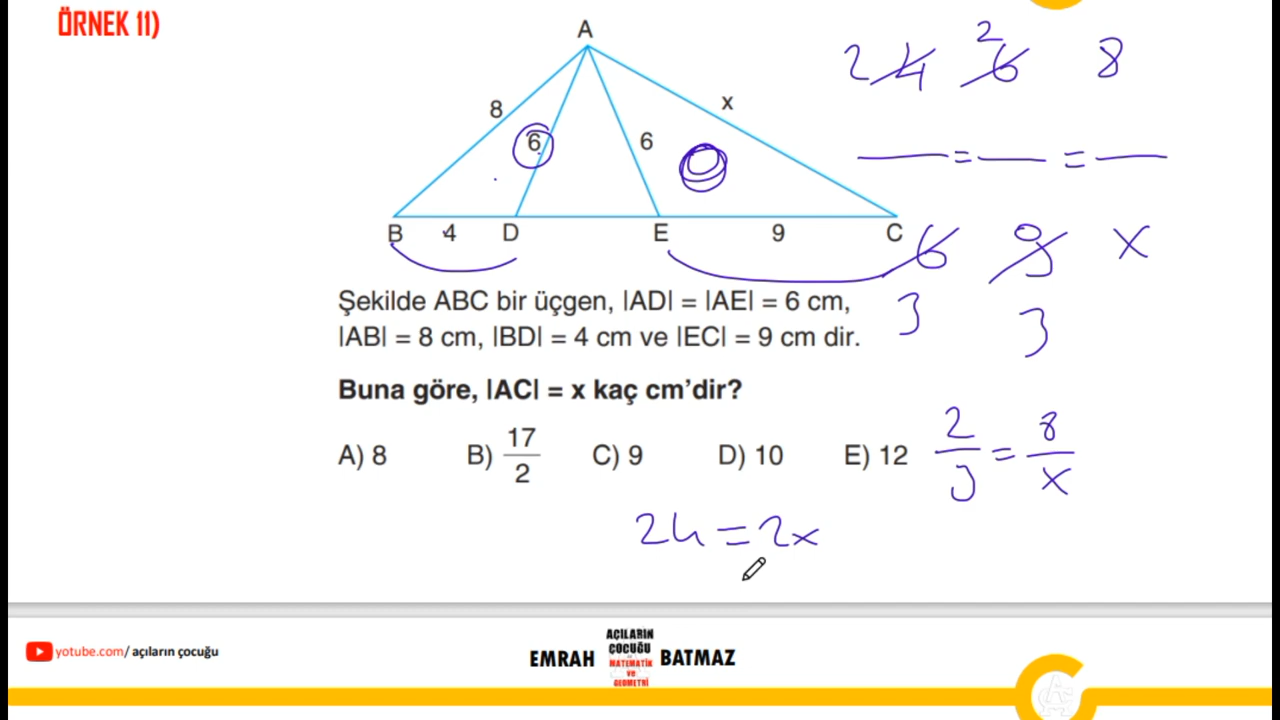 ÖRNEK 11)
A
8 6 6 x
B 4 D E 9 C
2 4 2 6 8
= =
6 9 x
3 3
Şekilde ABC bir üçgen, |AD| = |AE| = 6 cm,
|AB| = 8 cm, |BD| = 4 cm ve |EC| = 9 cm dir.
Buna göre, |AC| = x kaç cm'dir?
A) 8 B) 17/2 C) 9 D) 10 E) 12
2/3 = 8/x
24 = 2x
yotube.com/ açıların çocuğu
EMRAH AÇILARIN ÇOCUĞU MATEMATİK ve GEOMETRİ BATMAZ